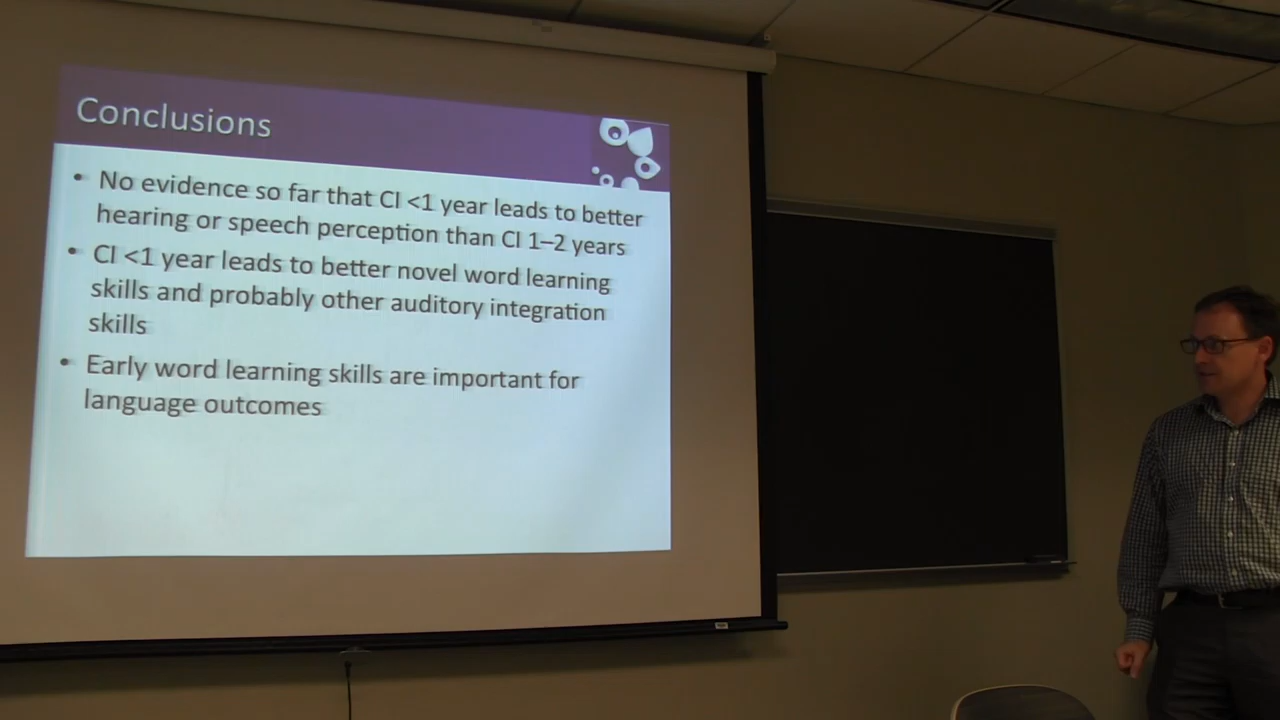 Conclusions
• No evidence so far that CI <1 year leads to better
hearing or speech perception than CI 1–2 years
• CI <1 year leads to better novel word learning
skills and probably other auditory integration
skills
• Early word learning skills are important for
language outcomes